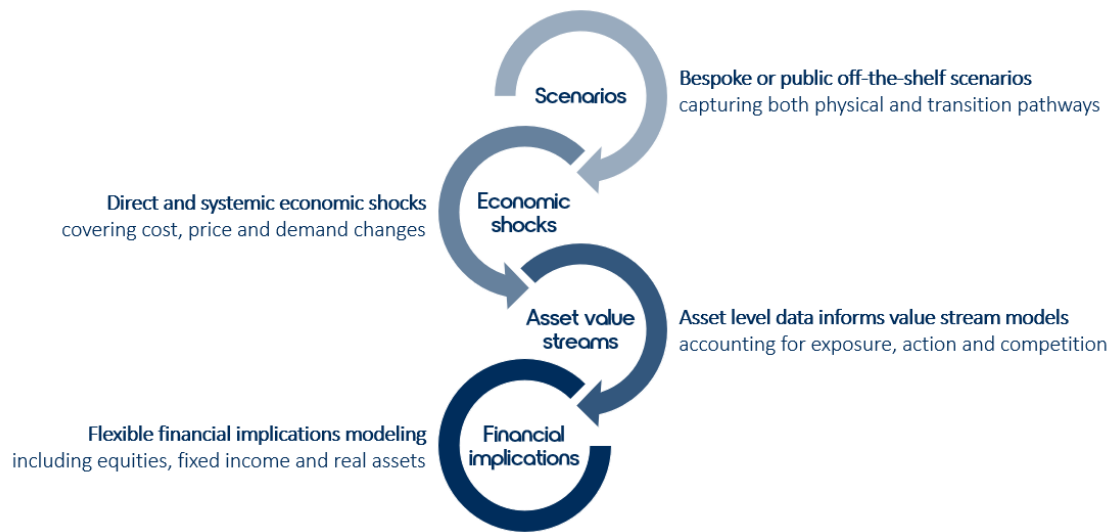 Scenarios
Bespoke or public off-the-shelf scenarios
capturing both physical and transition pathways
Direct and systemic economic shocks
covering cost, price and demand changes
Economic
shocks
Asset value
streams
Asset level data informs value stream models
accounting for exposure, action and competition
Flexible financial implications modeling
including equities, fixed income and real assets
Financial
implications